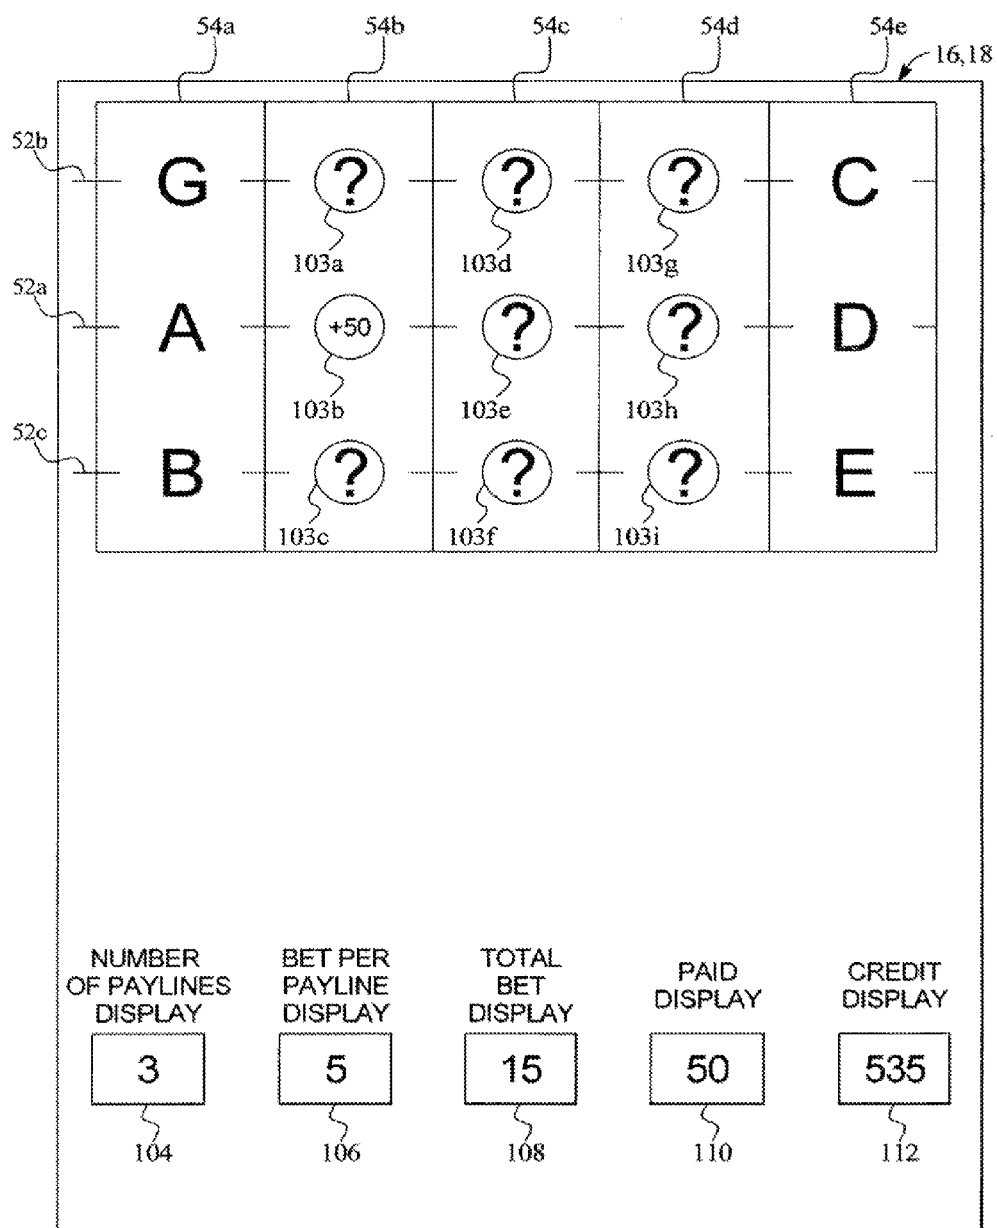 54a 54b 54c 54d 54e
16,18
52b
G ? ? ? C
103a 103d 103g
52a
A +50 ? ? D
103b 103e 103h
52c
B ? ? ? E
103c 103f 103i
NUMBER OF PAYLINES DISPLAY
BET PER PAYLINE DISPLAY
TOTAL BET DISPLAY
PAID DISPLAY
CREDIT DISPLAY
3 5 15 50 535
104 106 108 110 112